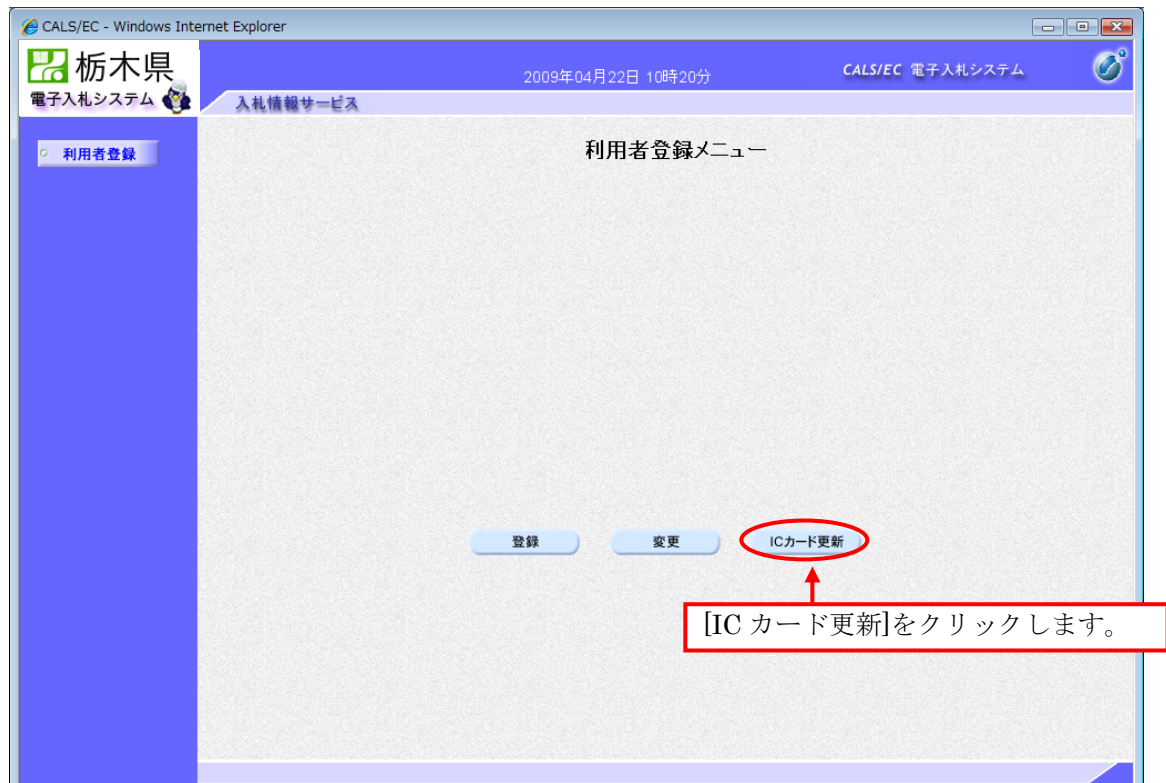 CALS/EC - Windows Internet Explorer
栃木県
電子入札システム
2009年04月22日 10時20分
CALS/EC 電子入札システム
入札情報サービス
利用者登録
利用者登録メニュー
登録
変更
ICカード更新
[IC カード更新]をクリックします。